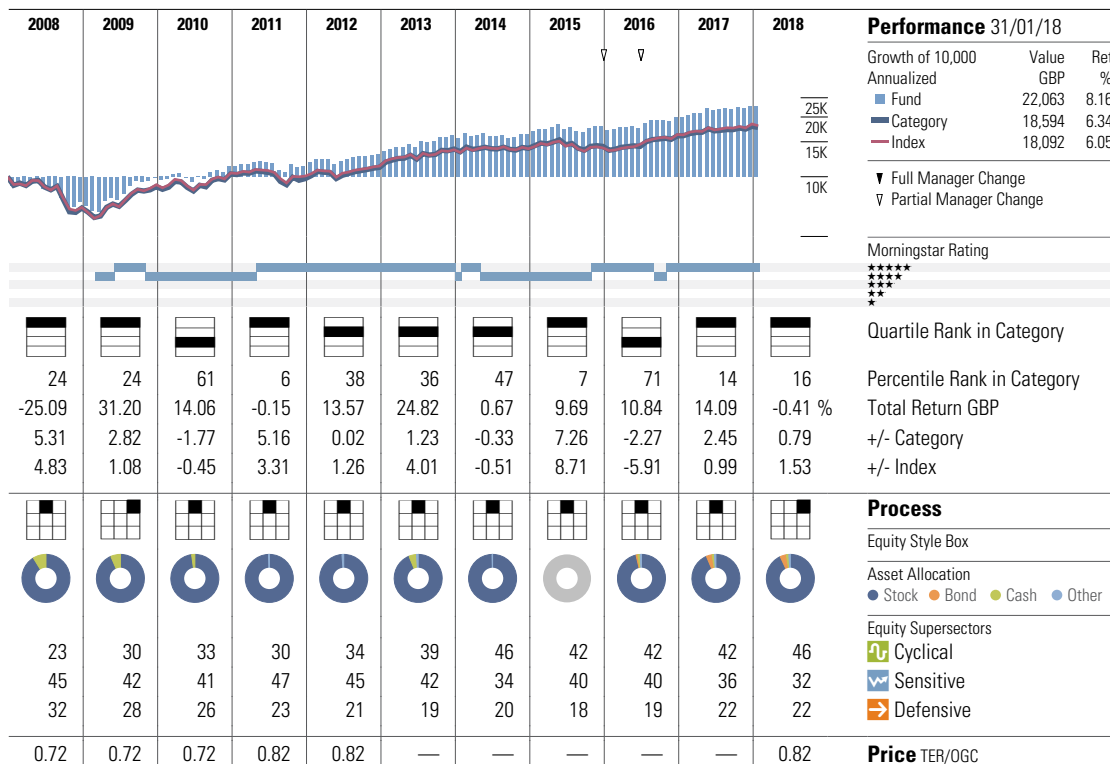 2008 2009 2010 2011 2012 2013 2014 2015 2016 2017 2018
Performance 31/01/18
Growth of 10,000 Value Ret
Annualized GBP %
Fund 22,063 8.16
Category 18,594 6.34
Index 18,092 6.05
25K
20K
15K
10K
Full Manager Change
Partial Manager Change
Morningstar Rating
★★★★★
★★★★
★★★
★★
★
Quartile Rank in Category
24 24 61 6 38 36 47 7 71 14 16 Percentile Rank in Category
-25.09 31.20 14.06 -0.15 13.57 24.82 0.67 9.69 10.84 14.09 -0.41 % Total Return GBP
5.31 2.82 -1.77 5.16 0.02 1.23 -0.33 7.26 -2.27 2.45 0.79 +/- Category
4.83 1.08 -0.45 3.31 1.26 4.01 -0.51 8.71 -5.91 0.99 1.53 +/- Index
Process
Equity Style Box
Asset Allocation
Stock Bond Cash Other
Equity Supersectors
23 30 33 30 34 39 46 42 42 42 46 Cyclical
45 42 41 47 45 42 34 40 40 36 32 Sensitive
32 28 26 23 21 19 20 18 19 22 22 Defensive
0.72 0.72 0.72 0.82 0.82 — — — — — 0.82 Price TER/OGC